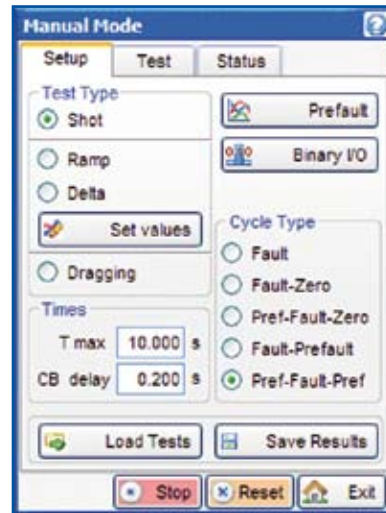 Manual Mode
Setup
Test
Status
Test Type
Shot
Ramp
Delta
Set values
Dragging
Times
T max 10.000 s
CB delay 0.200 s
Prefault
Binary I/O
Cycle Type
Fault
Fault-Zero
Pref-Fault-Zero
Fault-Prefault
Pref-Fault-Pref
Load Tests
Save Results
Stop
Reset
Exit